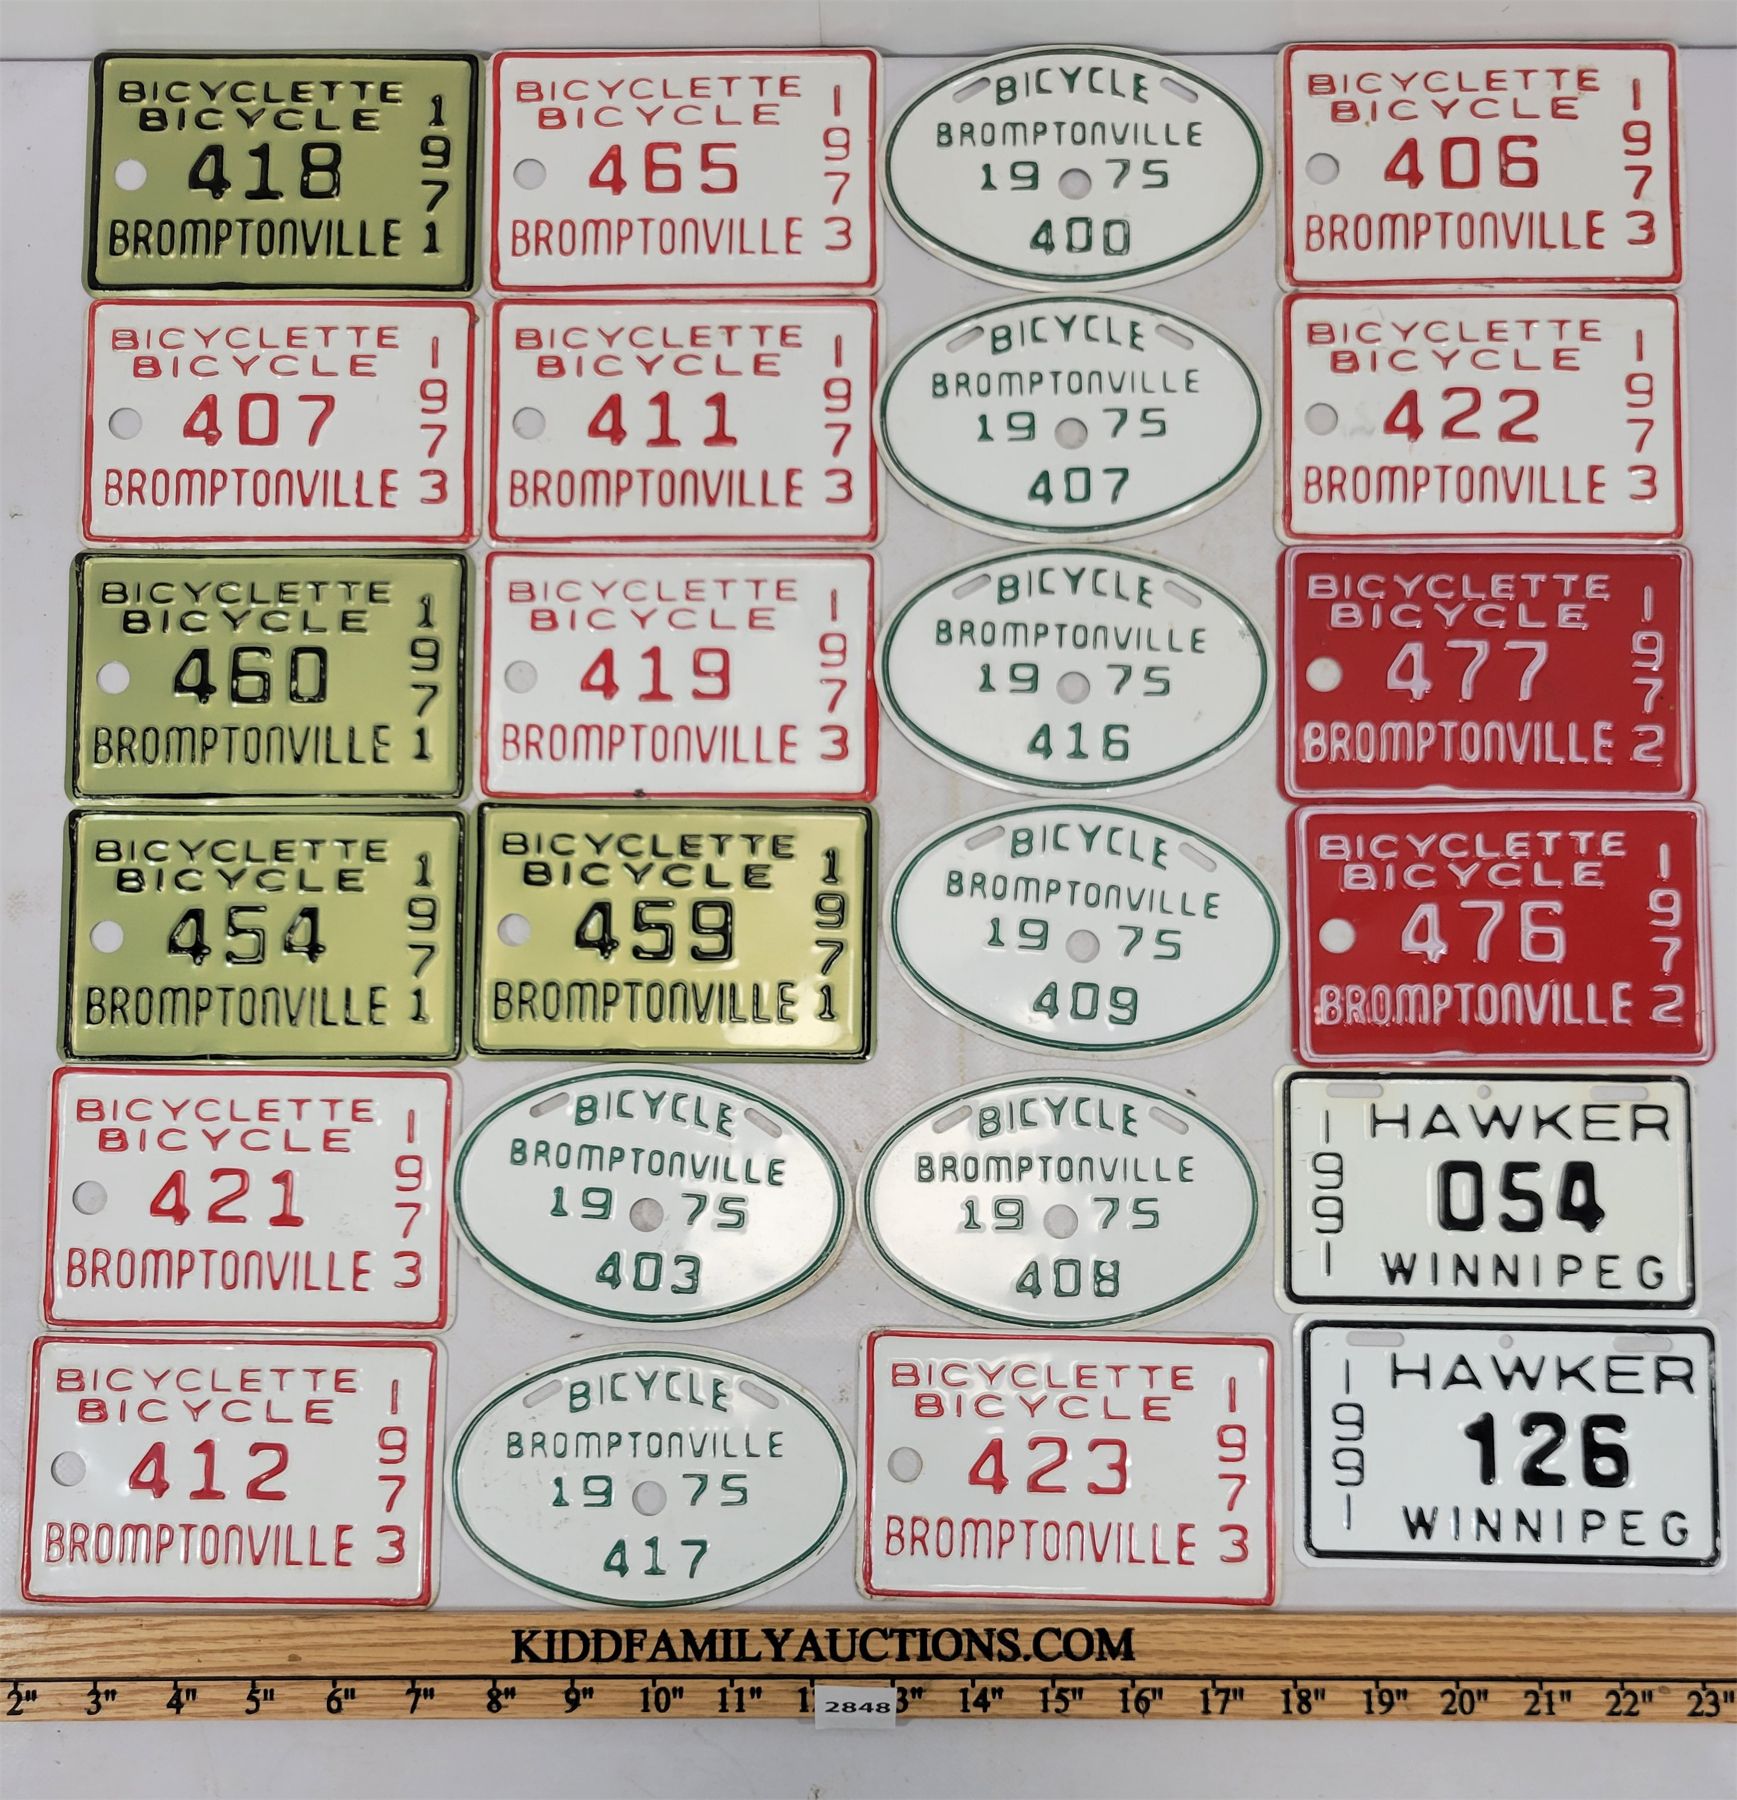 BICYCLETTE
BICYCLE
418
BROMPTONVILLE
1971
BICYCLETTE
BICYCLE
465
BROMPTONVILLE
1973
BICYCLE
BROMPTONVILLE
19 75
400
BICYCLETTE
BICYCLE
406
BROMPTONVILLE
1973
BICYCLETTE
BICYCLE
407
BROMPTONVILLE
1973
BICYCLETTE
BICYCLE
411
BROMPTONVILLE
1973
BICYCLE
BROMPTONVILLE
19 75
407
BICYCLETTE
BICYCLE
422
BROMPTONVILLE
1973
BICYCLETTE
BICYCLE
460
BROMPTONVILLE
1971
BICYCLETTE
BICYCLE
419
BROMPTONVILLE
1973
BICYCLE
BROMPTONVILLE
19 75
416
BICYCLETTE
BICYCLE
477
BROMPTONVILLE
1972
BICYCLETTE
BICYCLE
454
BROMPTONVILLE
1971
BICYCLETTE
BICYCLE
459
BROMPTONVILLE
1971
BICYCLE
BROMPTONVILLE
19 75
409
BICYCLETTE
BICYCLE
476
BROMPTONVILLE
1972
BICYCLETTE
BICYCLE
421
BROMPTONVILLE
1973
BICYCLE
BROMPTONVILLE
19 75
403
BICYCLE
BROMPTONVILLE
19 75
408
1991
HAWKER
054
WINNIPEG
BICYCLETTE
BICYCLE
412
BROMPTONVILLE
1973
BICYCLE
BROMPTONVILLE
19 75
417
BICYCLETTE
BICYCLE
423
BROMPTONVILLE
1973
1991
HAWKER
126
WINNIPEG
KIDDFAMILYAUCTIONS.COM
2" 3" 4" 5" 6" 7" 8" 9" 10" 11" 1 2848 3" 14" 15" 16" 17" 18" 19" 20" 21" 22" 23"